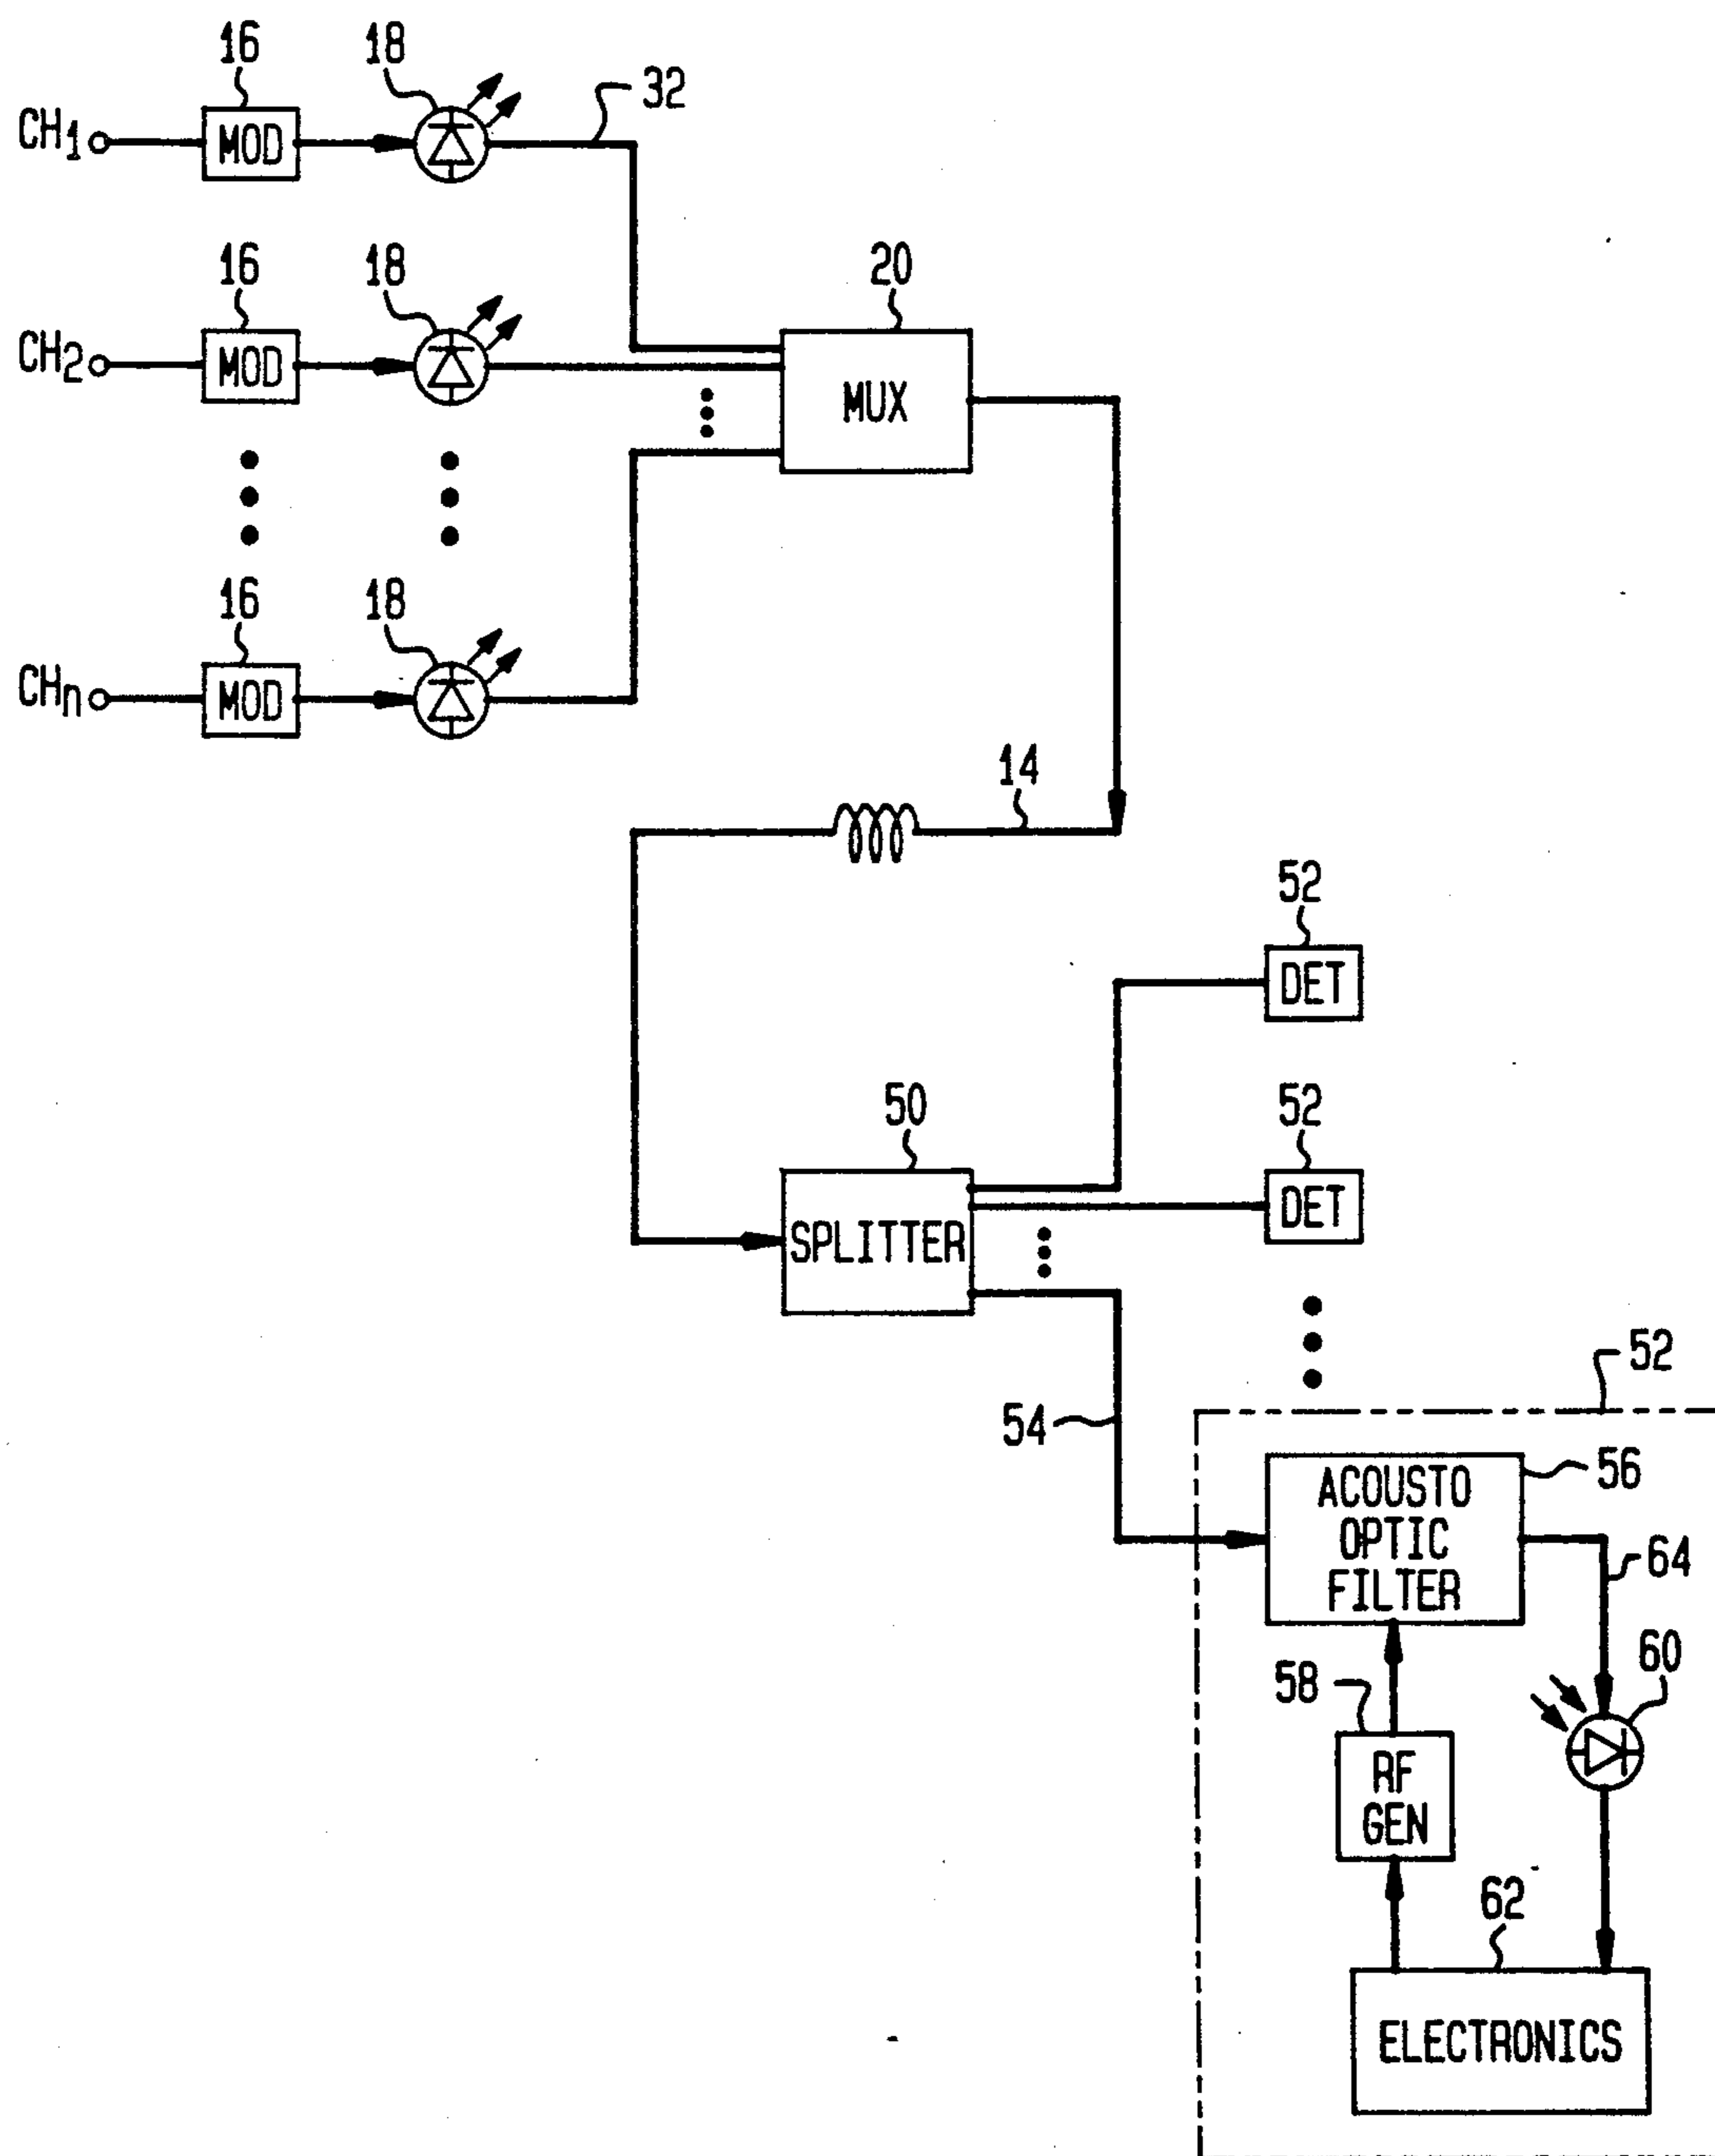 16 18 32
CH1 MOD
16 18 20
CH2 MOD MUX
16 18
CHn MOD
14
52
DET
50 52
SPLITTER DET
52
54
ACOUSTO
OPTIC
FILTER
56
64
58 60
RF
GEN
62
ELECTRONICS